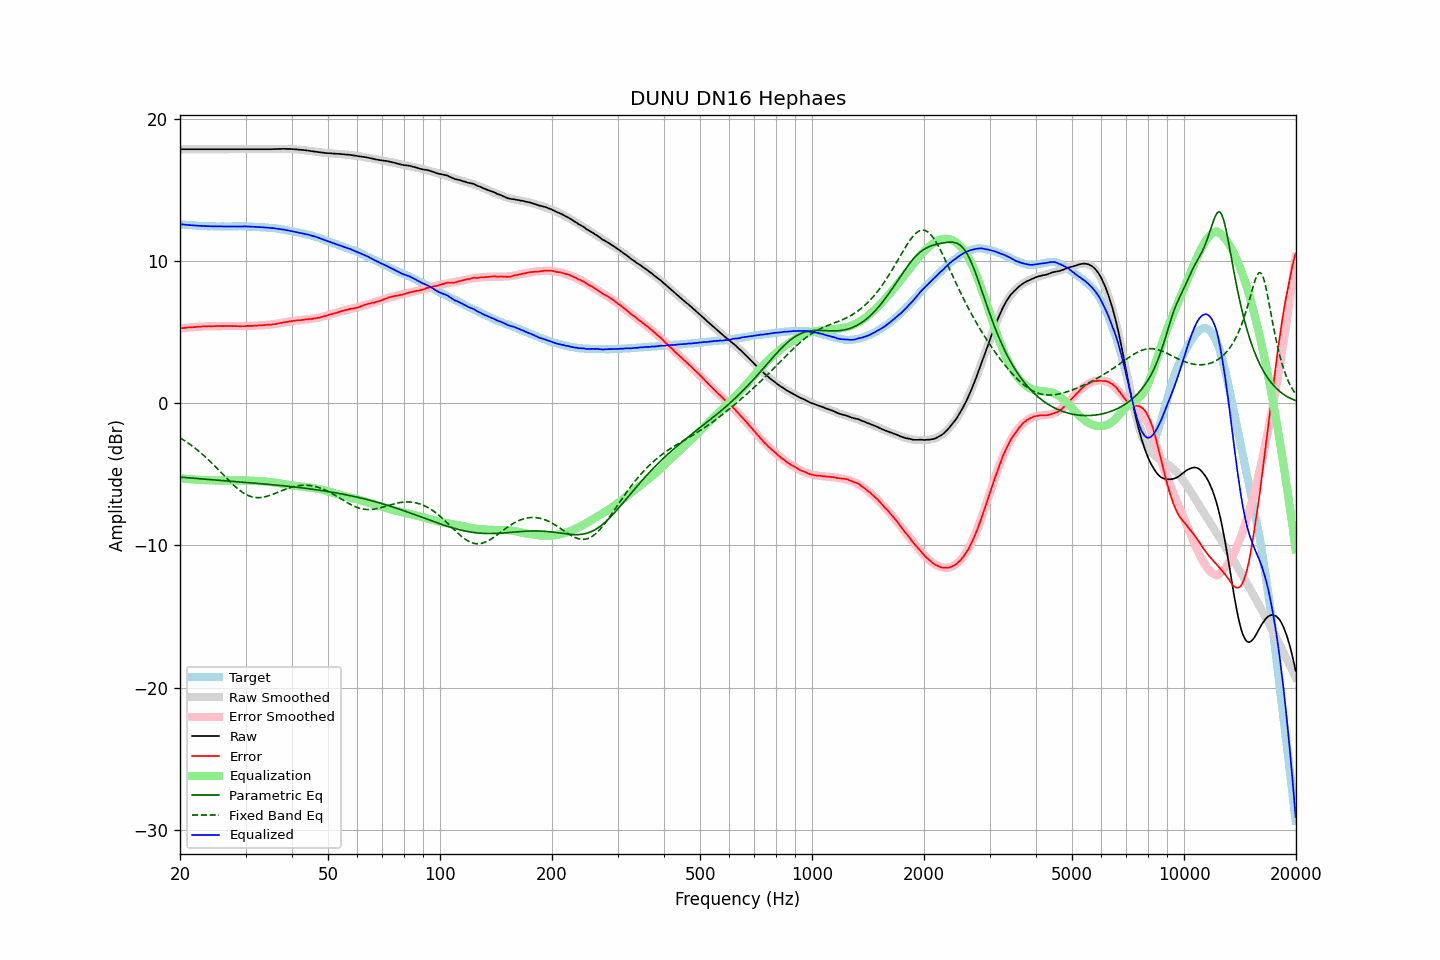 DUNU DN16 Hephaes
20
10
0
−10
−20
−30
Amplitude (dBr)
Target
Raw Smoothed
Error Smoothed
Raw
Error
Equalization
Parametric Eq
Fixed Band Eq
Equalized
20 50 100 200 500 1000 2000 5000 10000 20000
Frequency (Hz)